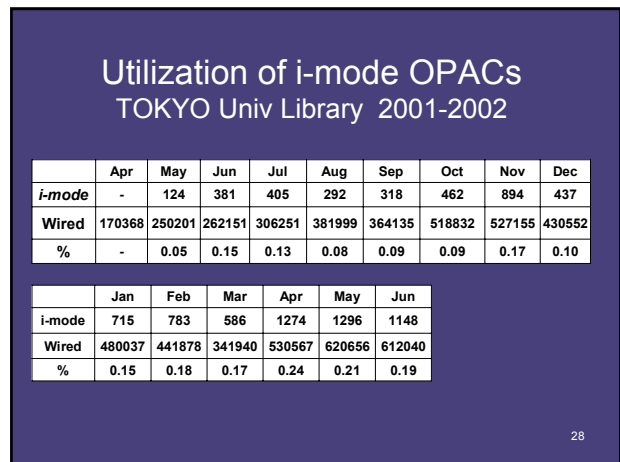 Utilization of i-mode OPACs
TOKYO Univ Library 2001-2002
Apr May Jun Jul Aug Sep Oct Nov Dec
i-mode - 124 381 405 292 318 462 894 437
Wired 170368 250201 262151 306251 381999 364135 518832 527155 430552
% - 0.05 0.15 0.13 0.08 0.09 0.09 0.17 0.10
Jan Feb Mar Apr May Jun
i-mode 715 783 586 1274 1296 1148
Wired 480037 441878 341940 530567 620656 612040
% 0.15 0.18 0.17 0.24 0.21 0.19
28